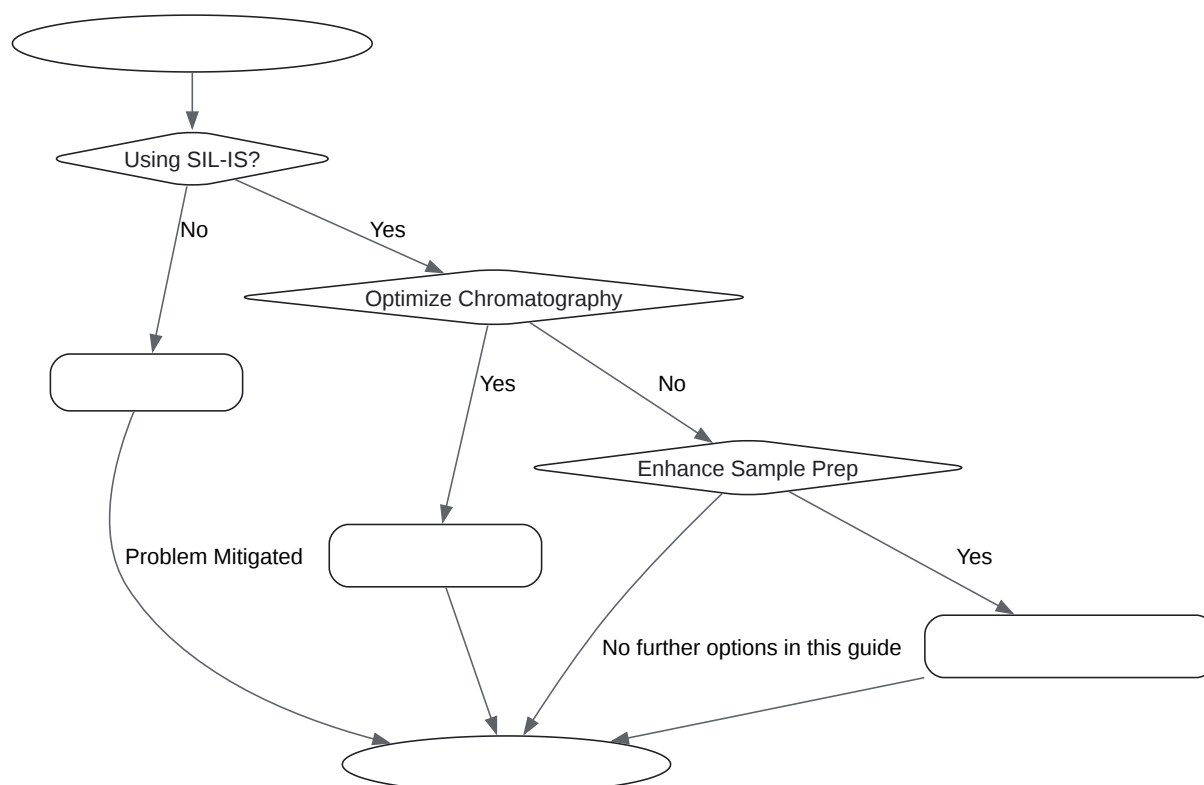 Using SIL-IS?
No
Yes
Optimize Chromatography
Yes
No
Enhance Sample Prep
Problem Mitigated
Yes
No further options in this guide